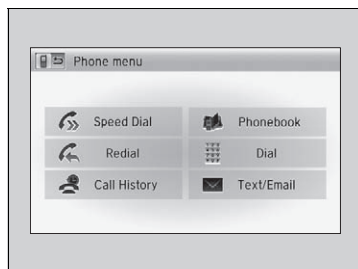 Phone menu
Speed Dial
Phonebook
Redial
Dial
Call History
Text/Email